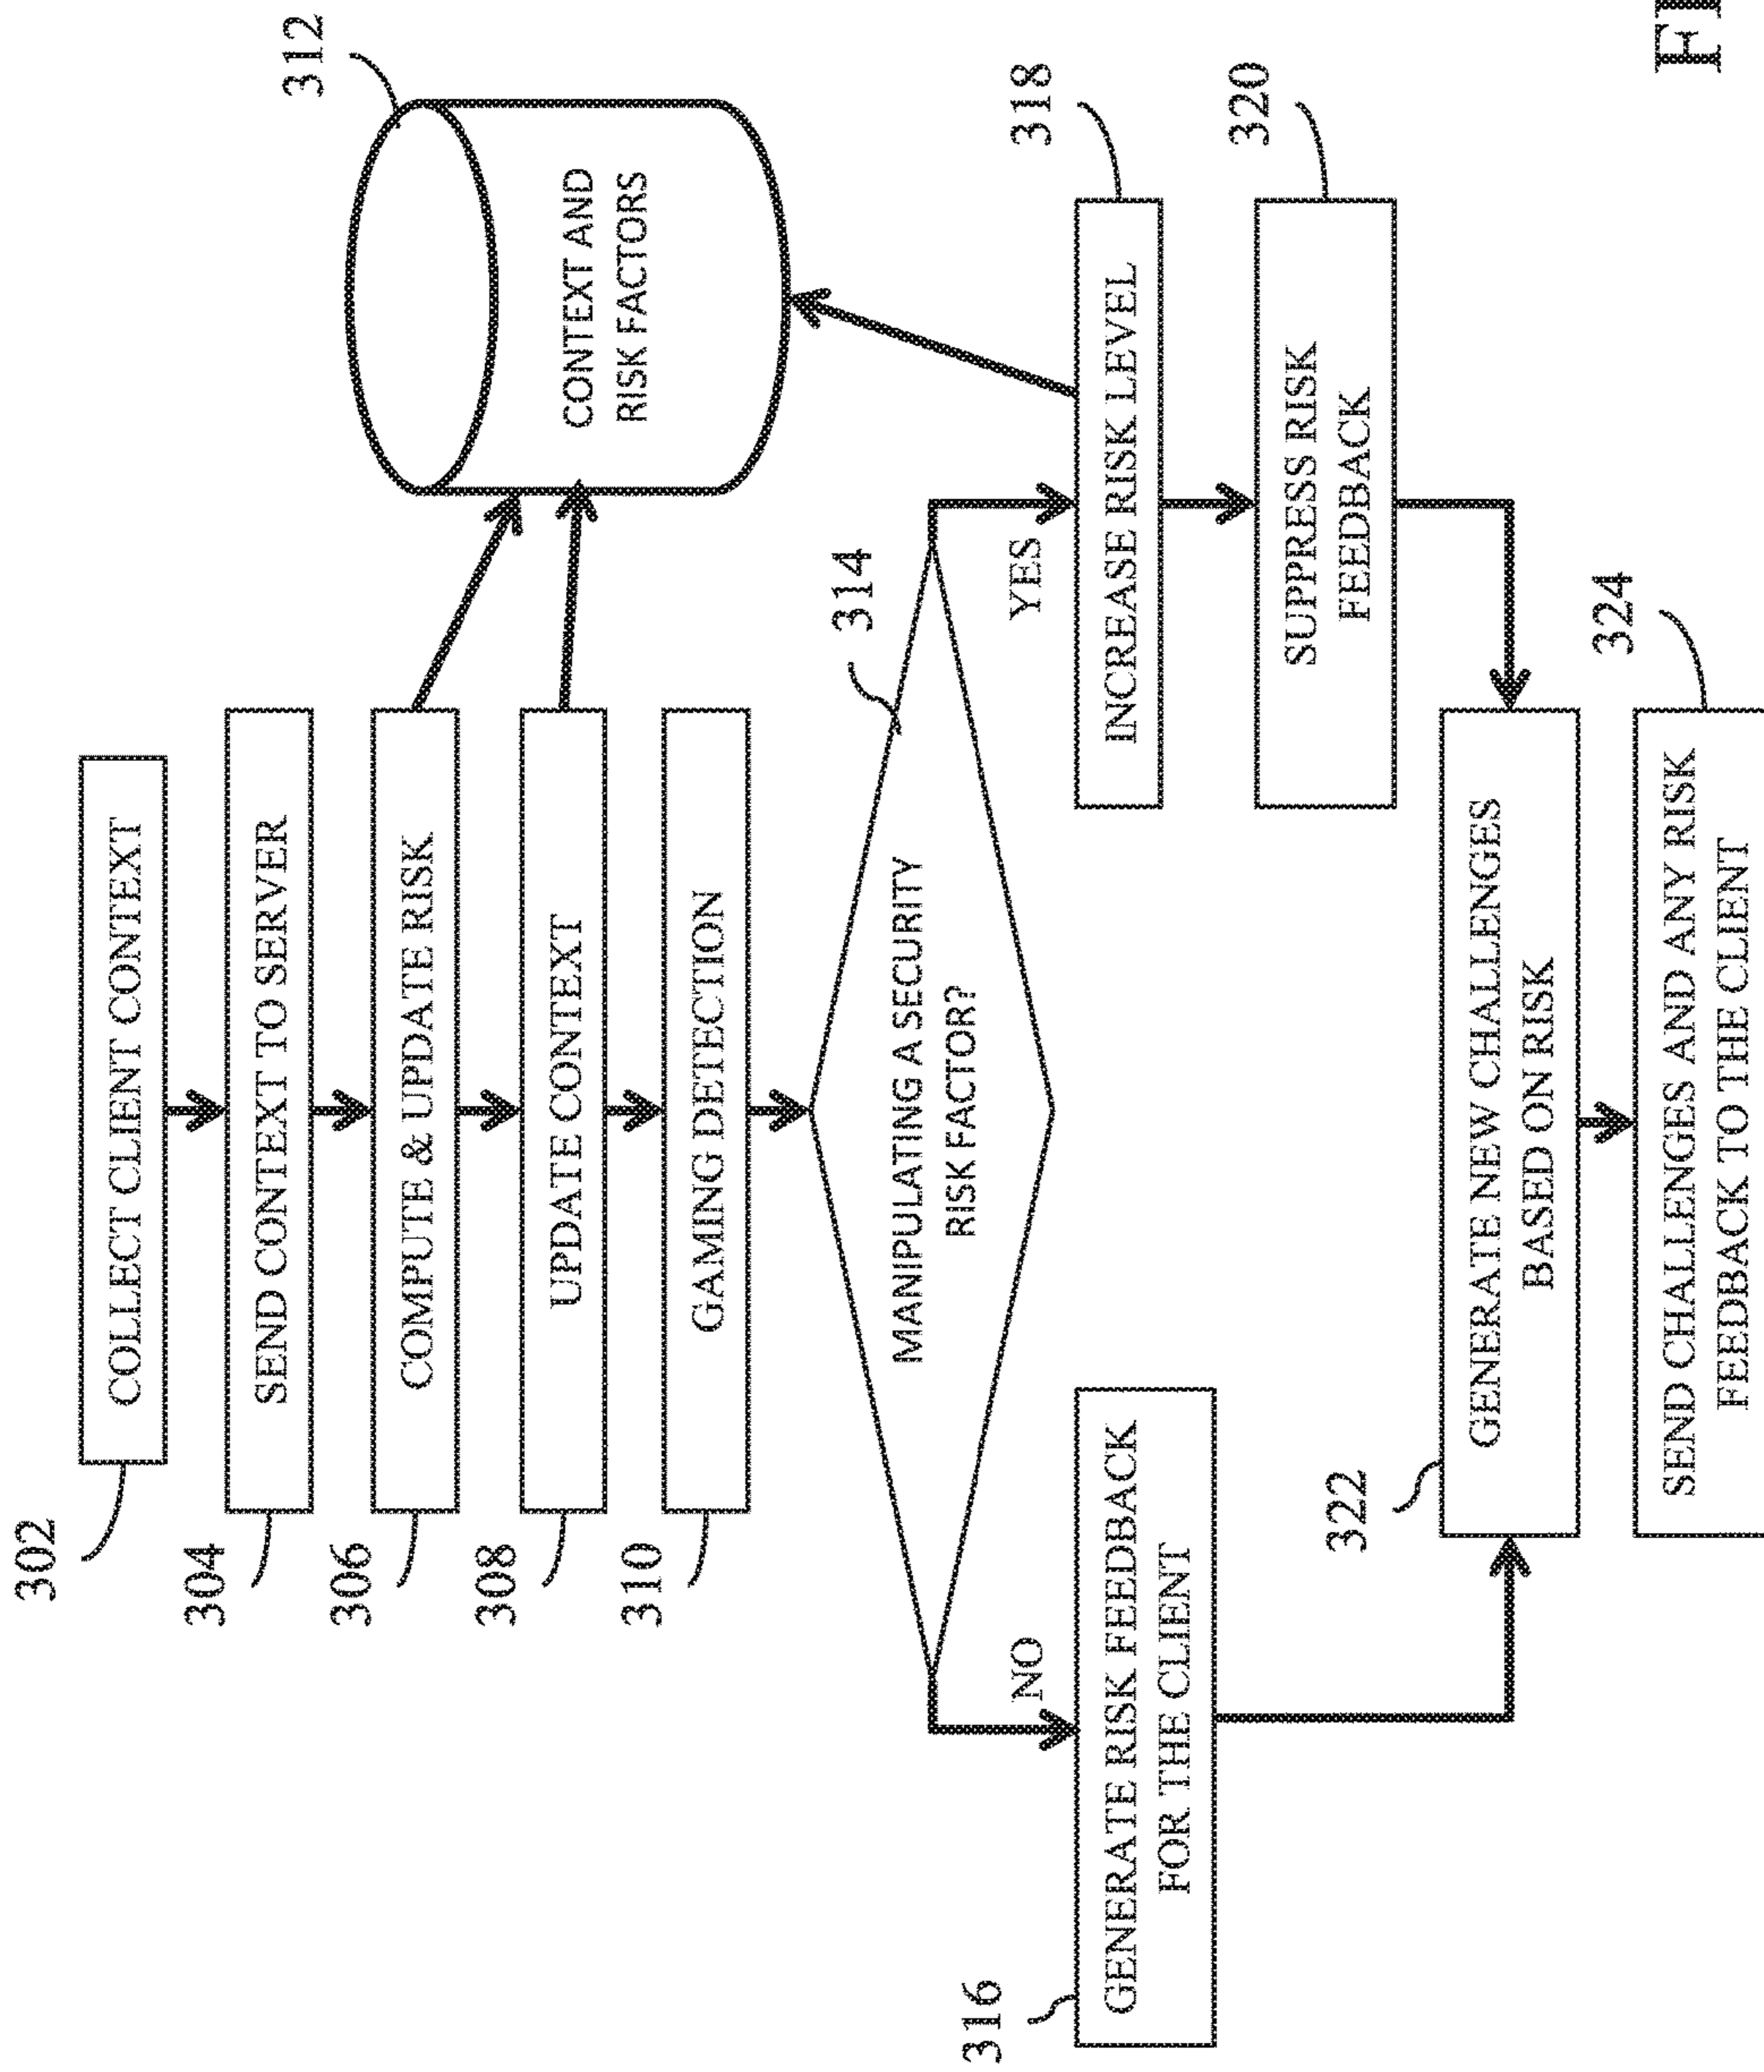 302
COLLECT CLIENT CONTEXT
304
SEND CONTEXT TO SERVER
306
COMPUTE & UPDATE RISK
308
UPDATE CONTEXT
310
GAMING DETECTION
312
CONTEXT AND
RISK FACTORS
314
MANIPULATING A SECURITY
RISK FACTOR?
NO
YES
316
GENERATE RISK FEEDBACK
FOR THE CLIENT
318
INCREASE RISK LEVEL
320
SUPPRESS RISK
FEEDBACK
322
GENERATE NEW CHALLENGES
BASED ON RISK
324
SEND CHALLENGES AND ANY RISK
FEEDBACK TO THE CLIENT